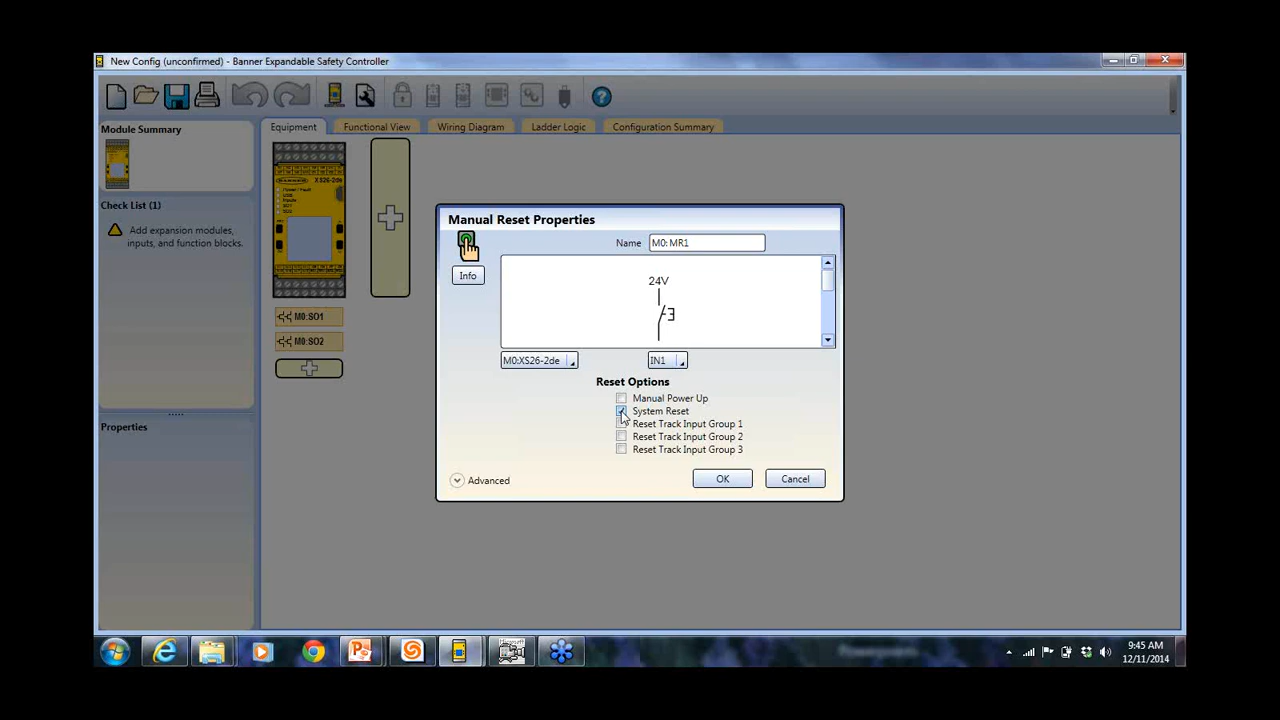 New Config (unconfirmed) - Banner Expandable Safety Controller
Module Summary
Equipment
Functional View
Wiring Diagram
Ladder Logic
Configuration Summary
XS26-2de
Check List (1)
Add expansion modules,
inputs, and function blocks.
M0:SO1
M0:SO2
Properties
Manual Reset Properties
Name
M0: MR1
Info
24V
M0:XS26-2de
IN1
Reset Options
Manual Power Up
System Reset
Reset Track Input Group 1
Reset Track Input Group 2
Reset Track Input Group 3
Advanced
OK
Cancel
9:45 AM
12/11/2014